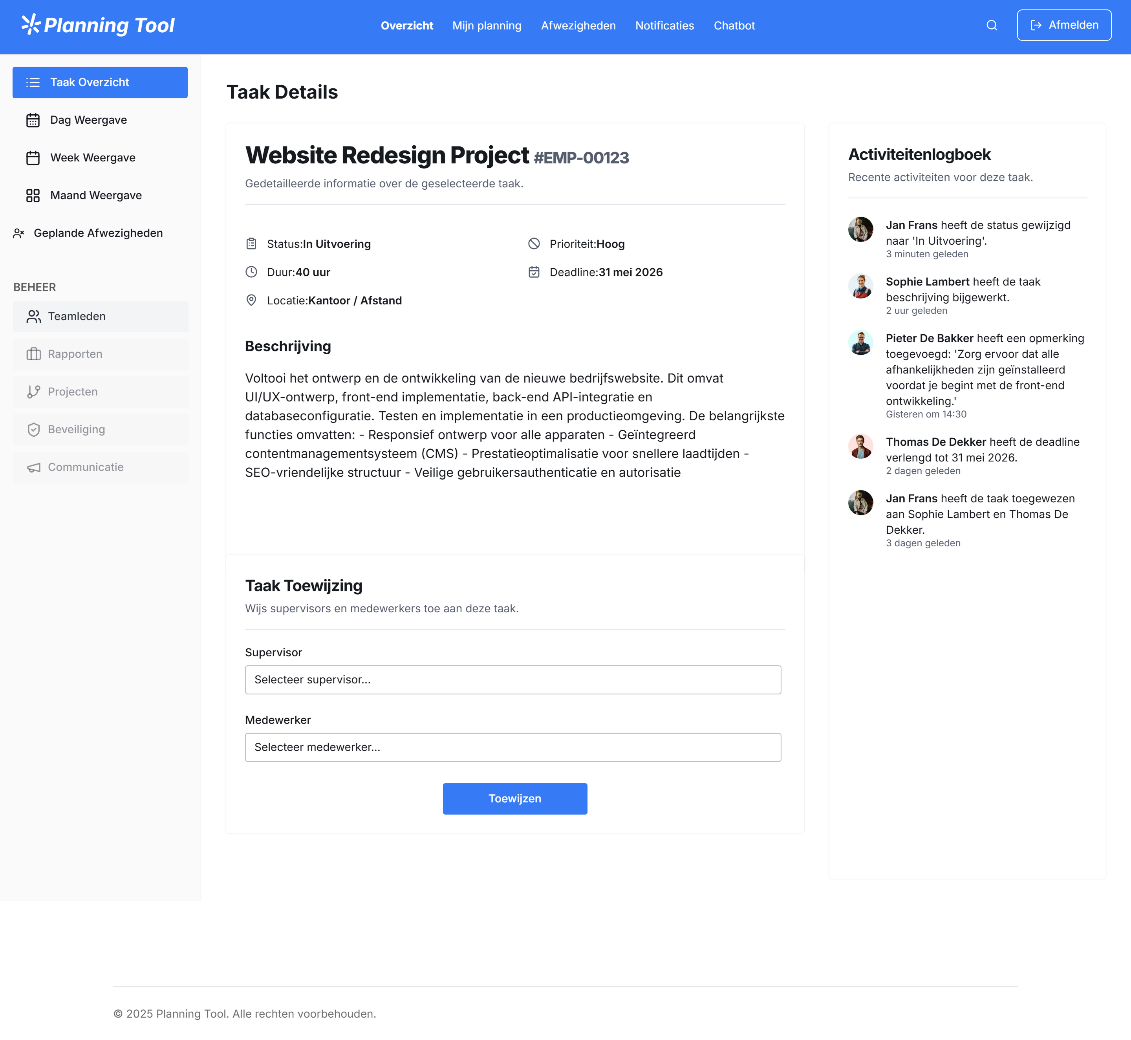 Planning Tool
Overzicht
Mijn planning
Afwezigheden
Notificaties
Chatbot
Afmelden
Taak Overzicht
Dag Weergave
Week Weergave
Maand Weergave
Geplande Afwezigheden
BEHEER
Teamleden
Rapporten
Projecten
Beveiliging
Communicatie
Taak Details
Website Redesign Project #EMP-00123
Gedetailleerde informatie over de geselecteerde taak.
Status:In Uitvoering
Prioriteit:Hoog
Duur:40 uur
Deadline:31 mei 2026
Locatie:Kantoor / Afstand
Beschrijving
Voltooi het ontwerp en de ontwikkeling van de nieuwe bedrijfswebsite. Dit omvat
UI/UX-ontwerp, front-end implementatie, back-end API-integratie en
databaseconfiguratie. Testen en implementatie in een productieomgeving. De belangrijkste
functies omvatten: - Responsief ontwerp voor alle apparaten - Geïntegreerd
contentmanagementsysteem (CMS) - Prestatieoptimalisatie voor snellere laadtijden -
SEO-vriendelijke structuur - Veilige gebruikersauthenticatie en autorisatie
Taak Toewijzing
Wijs supervisors en medewerkers toe aan deze taak.
Supervisor
Selecteer supervisor...
Medewerker
Selecteer medewerker...
Toewijzen
Activiteitenlogboek
Recente activiteiten voor deze taak.
Jan Frans heeft de status gewijzigd
naar 'In Uitvoering'.
3 minuten geleden
Sophie Lambert heeft de taak
beschrijving bijgewerkt.
2 uur geleden
Pieter De Bakker heeft een opmerking
toegevoegd: 'Zorg ervoor dat alle
afhankelijkheden zijn geïnstalleerd
voordat je begint met de front-end
ontwikkeling.'
Gisteren om 14:30
Thomas De Dekker heeft de deadline
verlengd tot 31 mei 2026.
2 dagen geleden
Jan Frans heeft de taak toegewezen
aan Sophie Lambert en Thomas De
Dekker.
3 dagen geleden
© 2025 Planning Tool. Alle rechten voorbehouden.